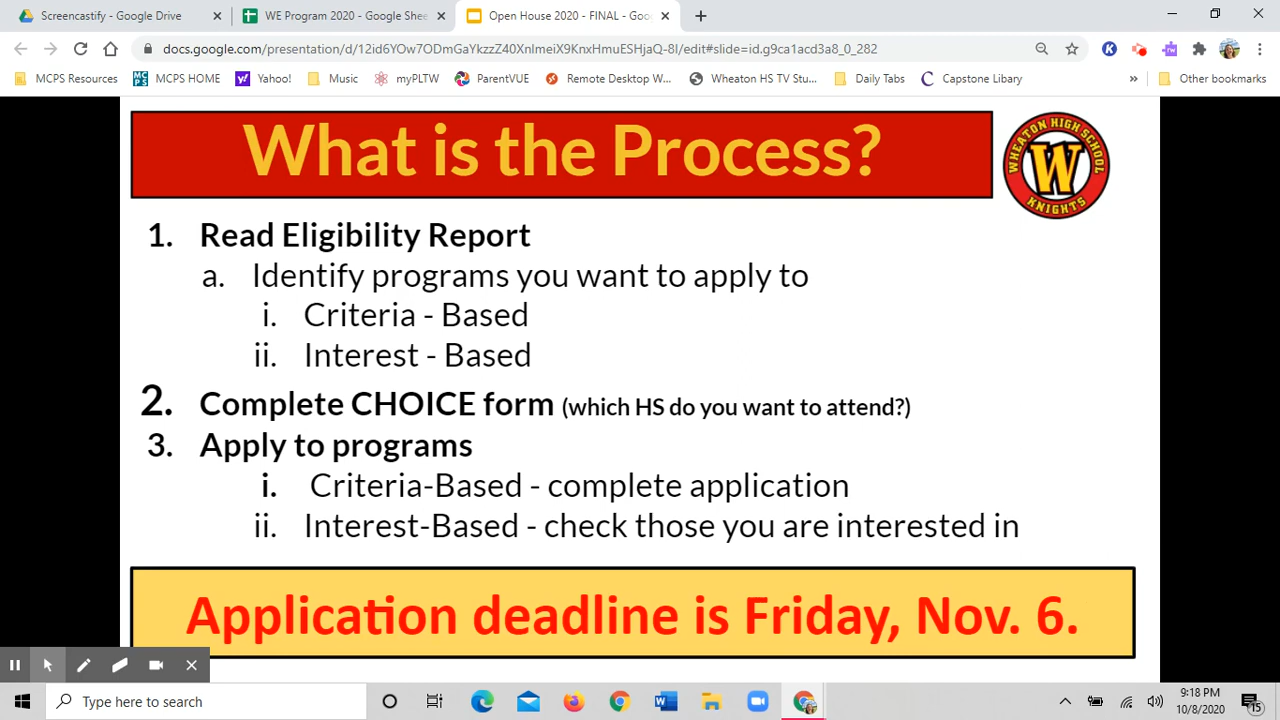 Screencastify - Google Drive
WE Program 2020 - Google Shee
Open House 2020 - FINAL - Goog
docs.google.com/presentation/d/12id6YOw7ODmGaYkzzZ40XhImeiX9KnxHmuESHjaQ-8I/edit#slide=id.g9ca1acd3a8_0_282
MCPS Resources
MCPS HOME
Yahoo!
Music
myPLTW
ParentVUE
Remote Desktop W...
Wheaton HS TV Stu...
Daily Tabs
Capstone Library
»
Other bookmarks
What is the Process?
WHEATON HIGH SCHOOL
W
KNIGHTS
1. Read Eligibility Report
a. Identify programs you want to apply to
i. Criteria - Based
ii. Interest - Based
2. Complete CHOICE form (which HS do you want to attend?)
3. Apply to programs
i. Criteria-Based - complete application
ii. Interest-Based - check those you are interested in
Application deadline is Friday, Nov. 6.
Type here to search
9:18 PM
10/8/2020
15